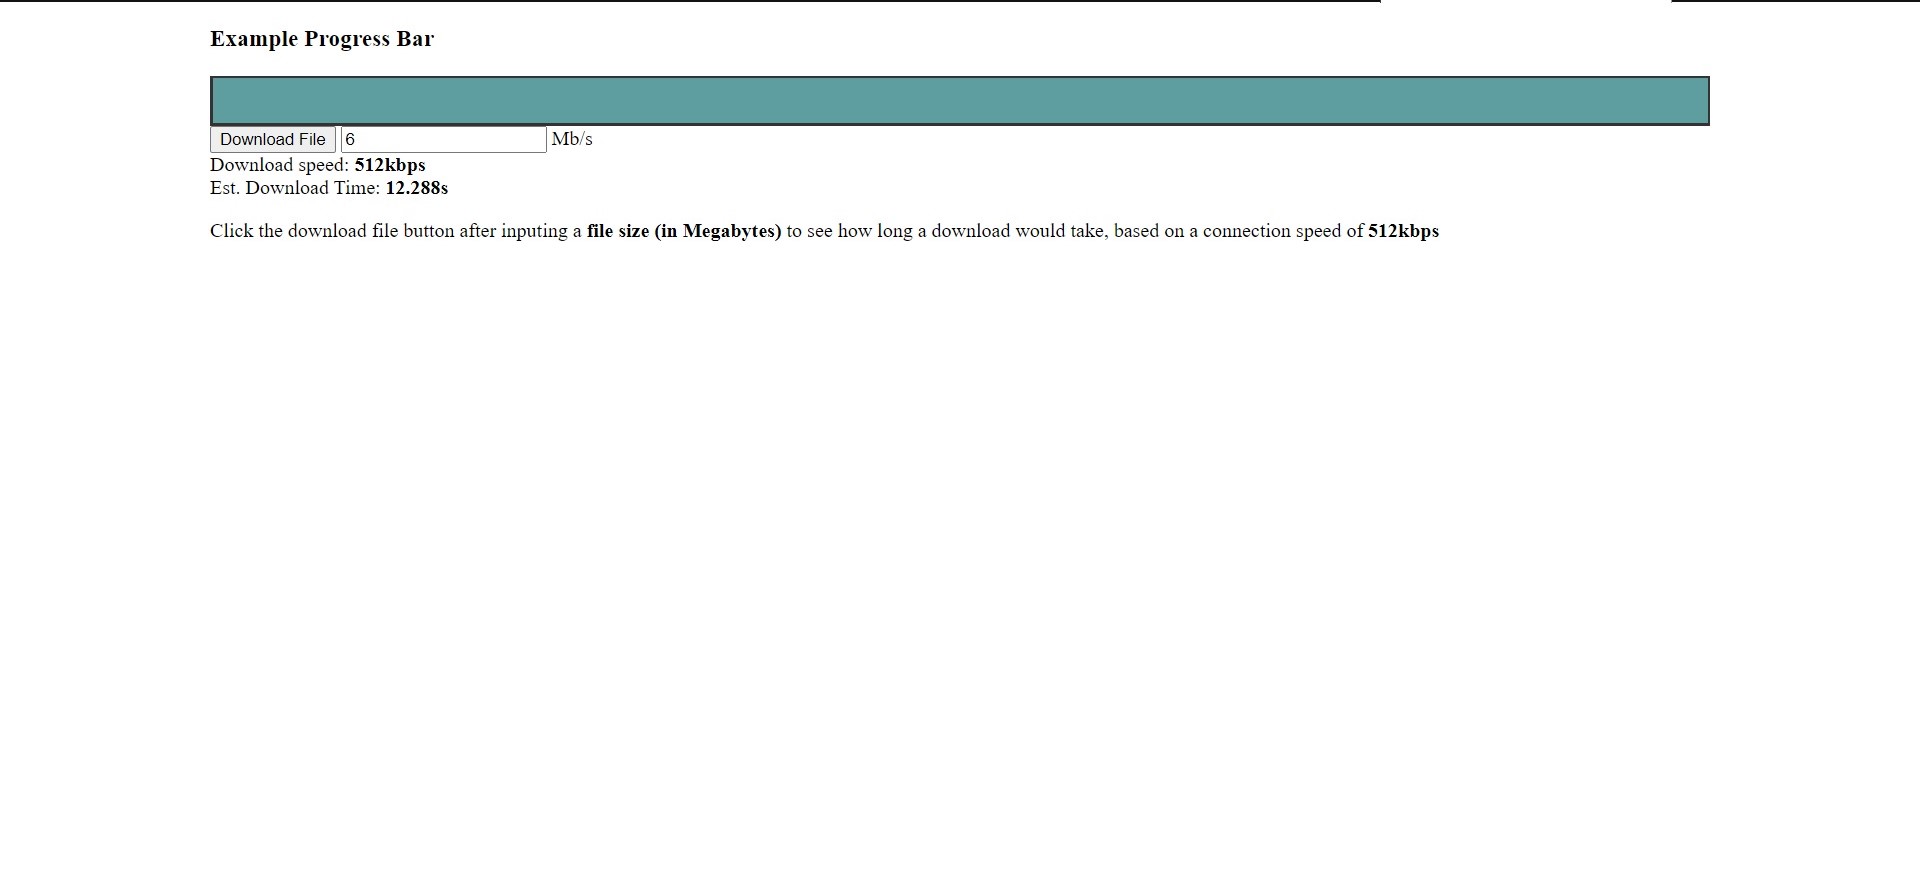 Example Progress Bar
Download File 6 Mb/s
Download speed: 512kbps
Est. Download Time: 12.288s
Click the download file button after inputing a file size (in Megabytes) to see how long a download would take, based on a connection speed of 512kbps